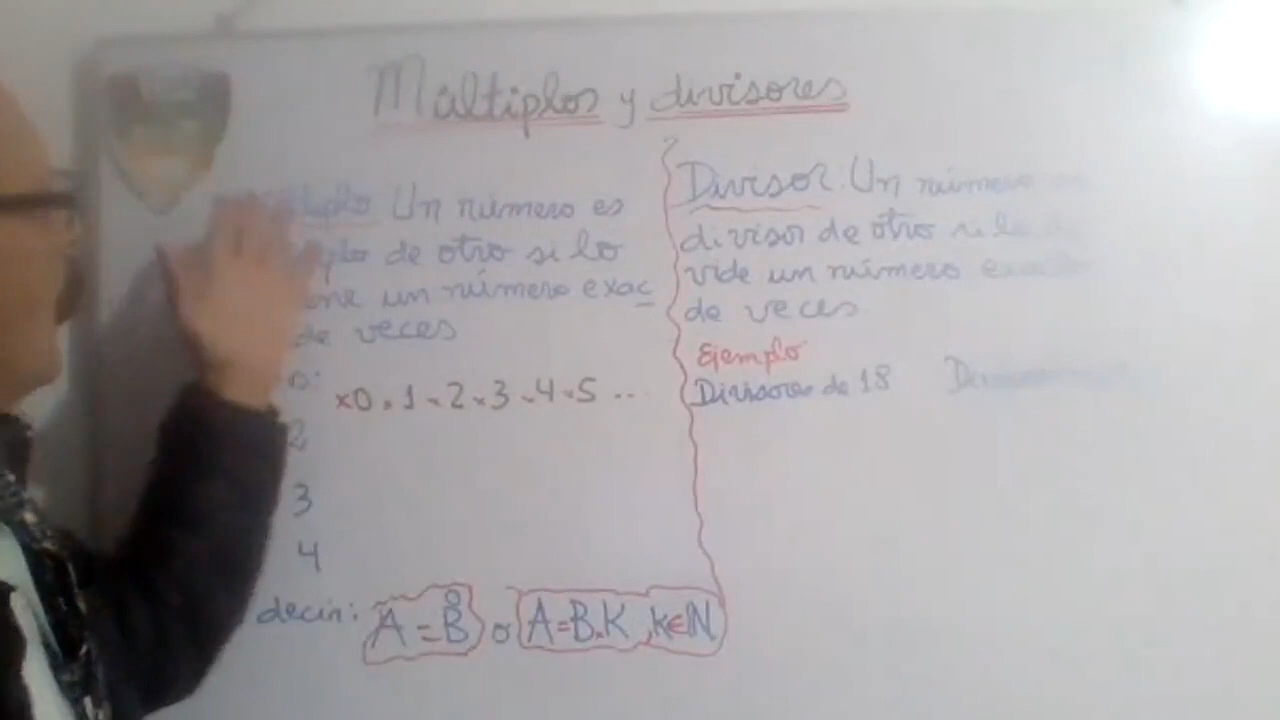 Múltiplos y divisores
Un número es
de otro si lo
un número exac
de veces
x0 x1 x2 x3 x4 x5 ...
2
3
4
decir: A = B̊ o A=B.K, K∈N
Divisor. Un número
divisor de otro si lo
vide un número exacto
de veces.
Ejemplo
Divisores de 18